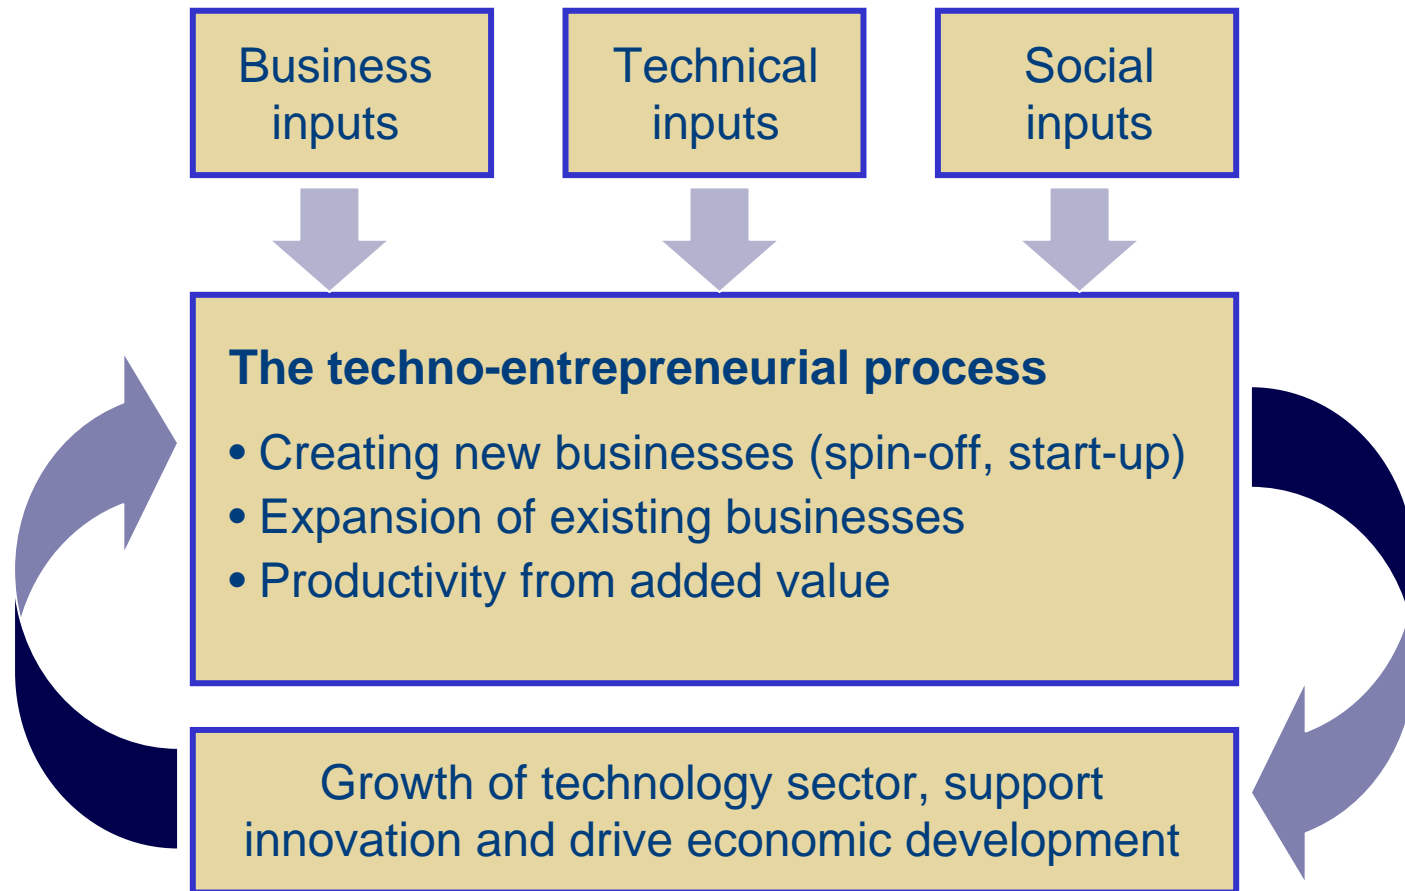 Business
inputs
Technical
inputs
Social
inputs
The techno-entrepreneurial process
• Creating new businesses (spin-off, start-up)
• Expansion of existing businesses
• Productivity from added value
Growth of technology sector, support
innovation and drive economic development